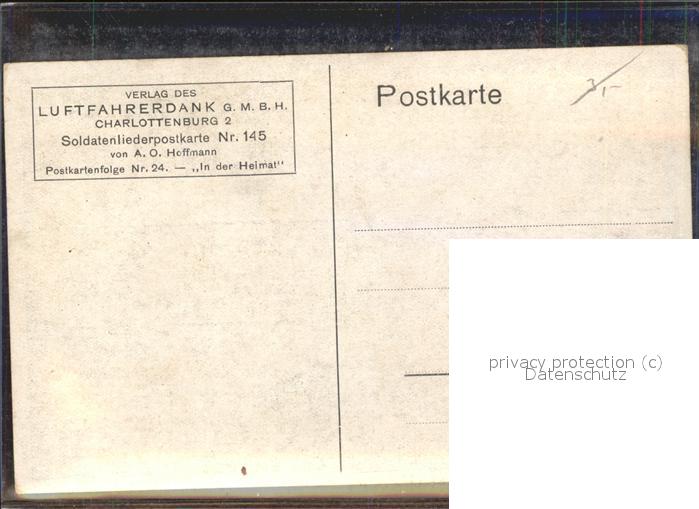 VERLAG DES
LUFTFAHRERDANK G. M. B. H.
CHARLOTTENBURG 2
Soldatenliederpostkarte Nr. 145
von A. O. Hoffmann
Postkartenfolge Nr. 24. — „In der Heimat"
Postkarte
3,-
privacy protection (c)
Datenschutz